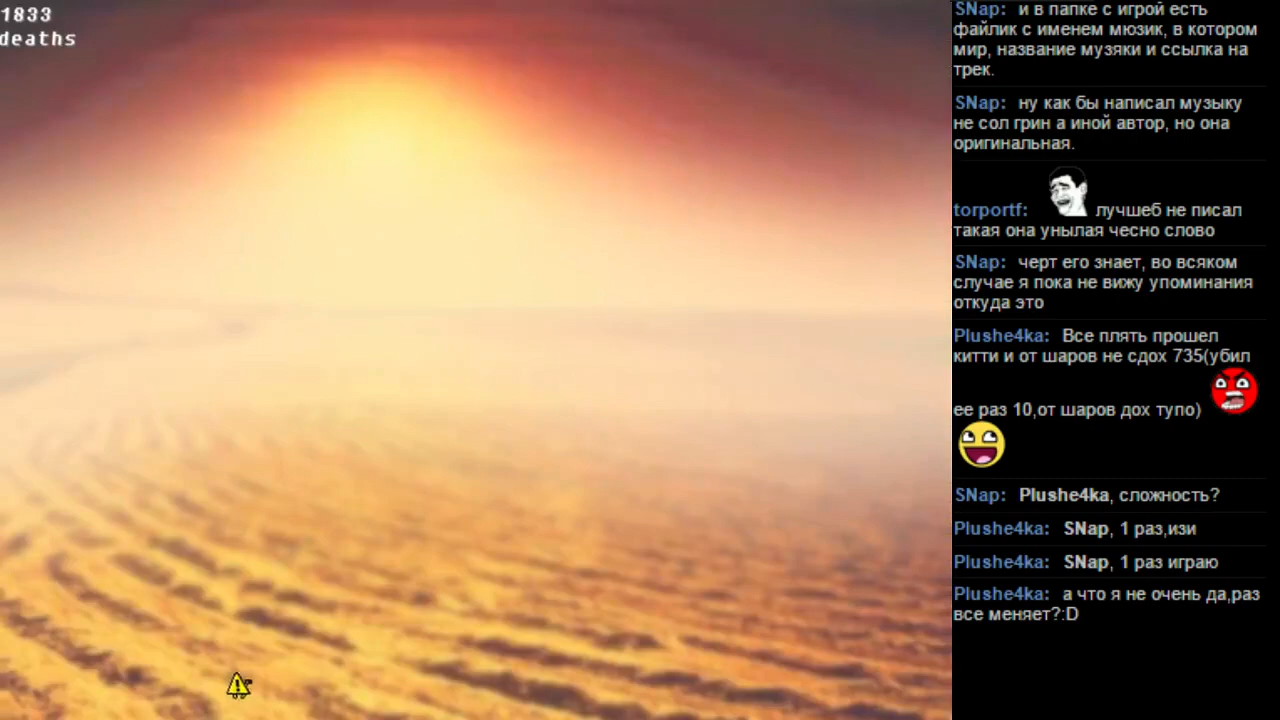 1833
deaths
SNap: и в папке с игрой есть
файлик с именем мюзик, в котором
мир, название музяки и ссылка на
трек.
SNap: ну как бы написал музыку
не сол грин а иной автор, но она
оригинальная.
torportf: лучшеб не писал
такая она унылая чесно слово
SNap: черт его знает, во всяком
случае я пока не вижу упоминания
откуда это
Plushe4ka: Все плять прошел
китти и от шаров не сдох 735(убил
ее раз 10,от шаров дох тупо)
SNap: Plushe4ka, сложность?
Plushe4ka: SNap, 1 раз,изи
Plushe4ka: SNap, 1 раз играю
Plushe4ka: а что я не очень да,раз
все меняет?:D